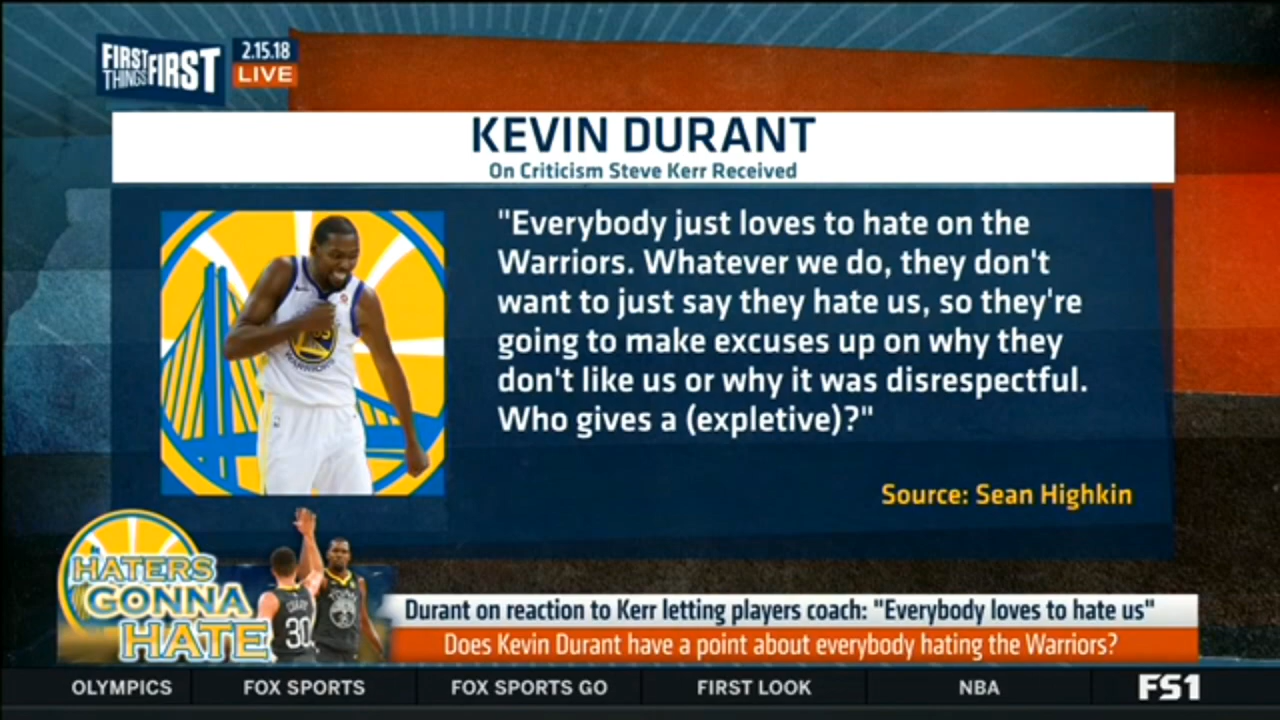 FIRST
THINGS
FIRST
2.15.18
LIVE
KEVIN DURANT
On Criticism Steve Kerr Received
"Everybody just loves to hate on the
Warriors. Whatever we do, they don't
want to just say they hate us, so they're
going to make excuses up on why they
don't like us or why it was disrespectful.
Who gives a (expletive)?"
Source: Sean Highkin
HATERS
GONNA
HATE
30
Durant on reaction to Kerr letting players coach: "Everybody loves to hate us"
Does Kevin Durant have a point about everybody hating the Warriors?
OLYMPICS FOX SPORTS FOX SPORTS GO FIRST LOOK NBA FS1